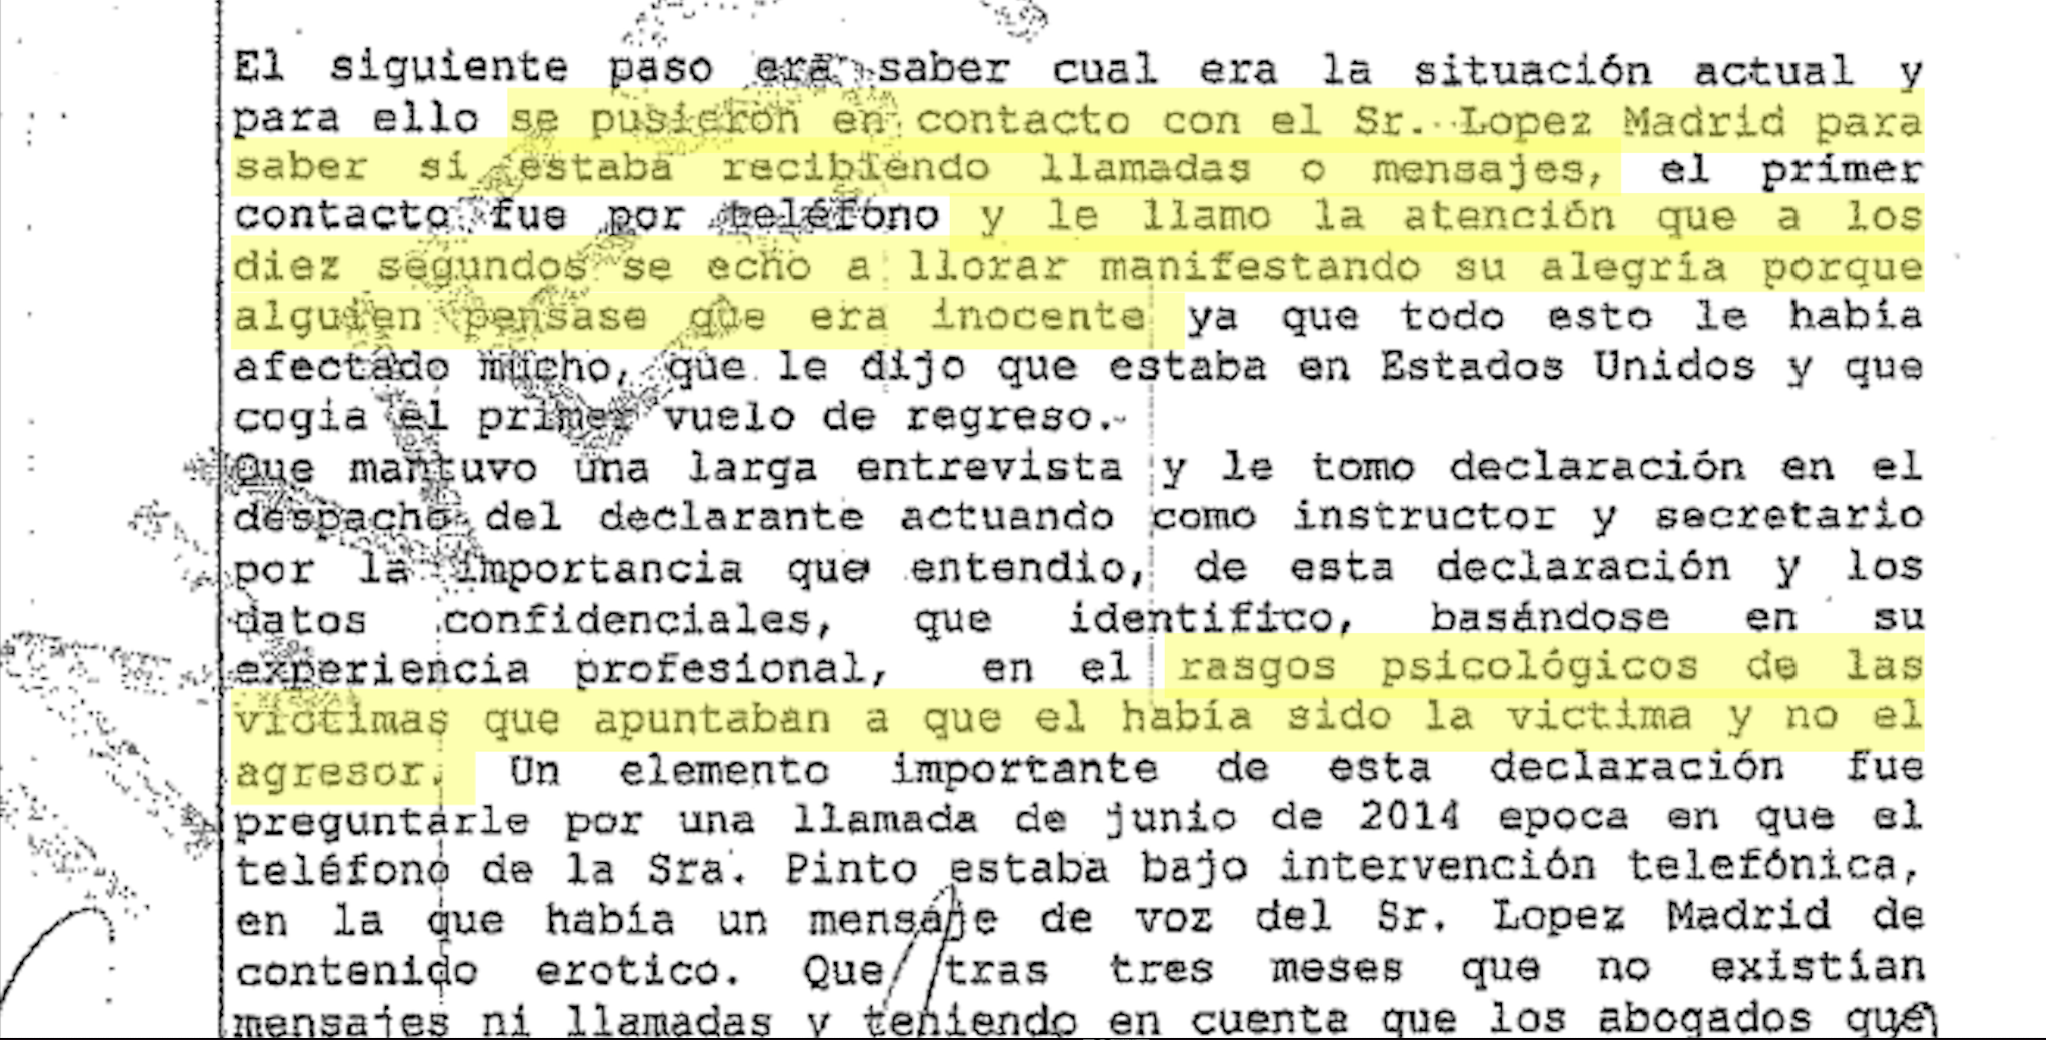 El siguiente paso era saber cual era la situación actual y
para ello se pusieron en contacto con el Sr. Lopez Madrid para
saber si estaba recibiendo llamadas o mensajes, el primer
contacto fue por teléfono y le llamo la atención que a los
diez segundos se echo a llorar manifestando su alegría porque
alguien pensase que era inocente ya que todo esto le había
afectado mucho, que le dijo que estaba en Estados Unidos y que
cogia el primer vuelo de regreso.-
Que mantuvo una larga entrevista y le tomo declaración en el
despacho del declarante actuando como instructor y secretario
por la importancia que entendio, de esta declaración y los
datos confidenciales, que identifico, basándose en su
experiencia profesional, en el rasgos psicológicos de las
victimas que apuntaban a que el había sido la victima y no el
agresor. Un elemento importante de esta declaración fue
preguntarle por una llamada de junio de 2014 epoca en que el
teléfono de la Sra. Pinto estaba bajo intervención telefónica,
en la que había un mensaje de voz del Sr. Lopez Madrid de
contenido erotico. Que tras tres meses que no existían
mensajes ni llamadas y teniendo en cuenta que los abogados que